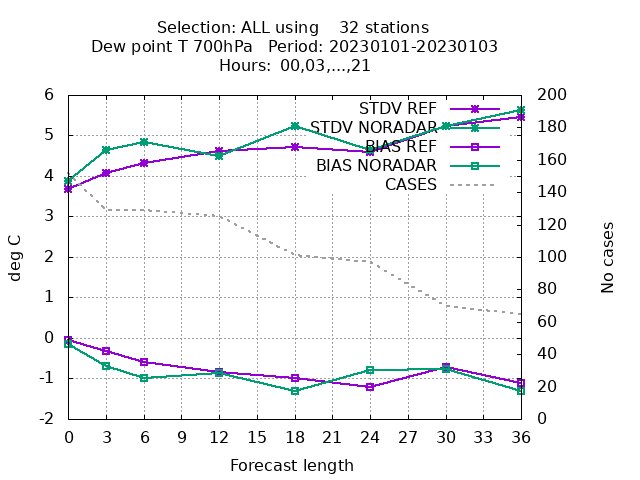 Selection: ALL using    32 stations
Dew point T 700hPa   Period: 20230101-20230103
Hours: 00,03,...,21
STDV REF
STDV NORADAR
BIAS REF
BIAS NORADAR
CASES
6
5
4
3
2
1
0
-1
-2
deg C
200
180
160
140
120
100
80
60
40
20
0
No cases
0 3 6 9 12 15 18 21 24 27 30 33 36
Forecast length